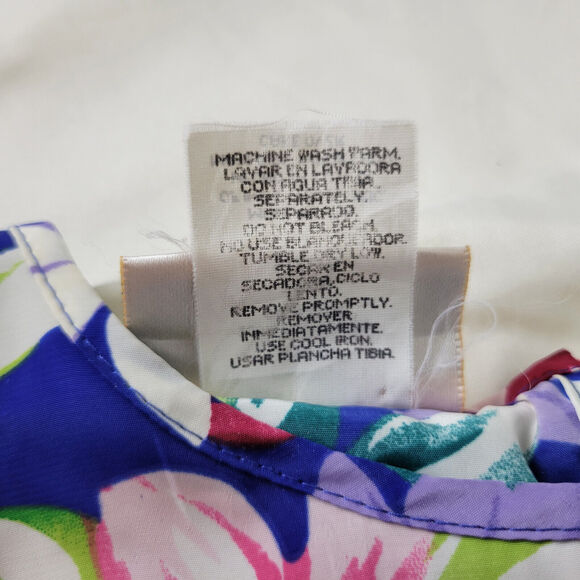 MACHINE WASH WARM.
LAVAR EN LAVADORA
CON AGUA TIBIA.
SEPARATELY.
SEPARADO.
DO NOT BLEACH.
NO USE BLANQUEADOR.
TUMBLE DRY LOW.
SECAR EN
SECADORA,CICLO
LENTO.
REMOVE PROMPTLY.
REMOVER
INMEDIATAMENTE.
USE COOL IRON.
USAR PLANCHA TIBIA.